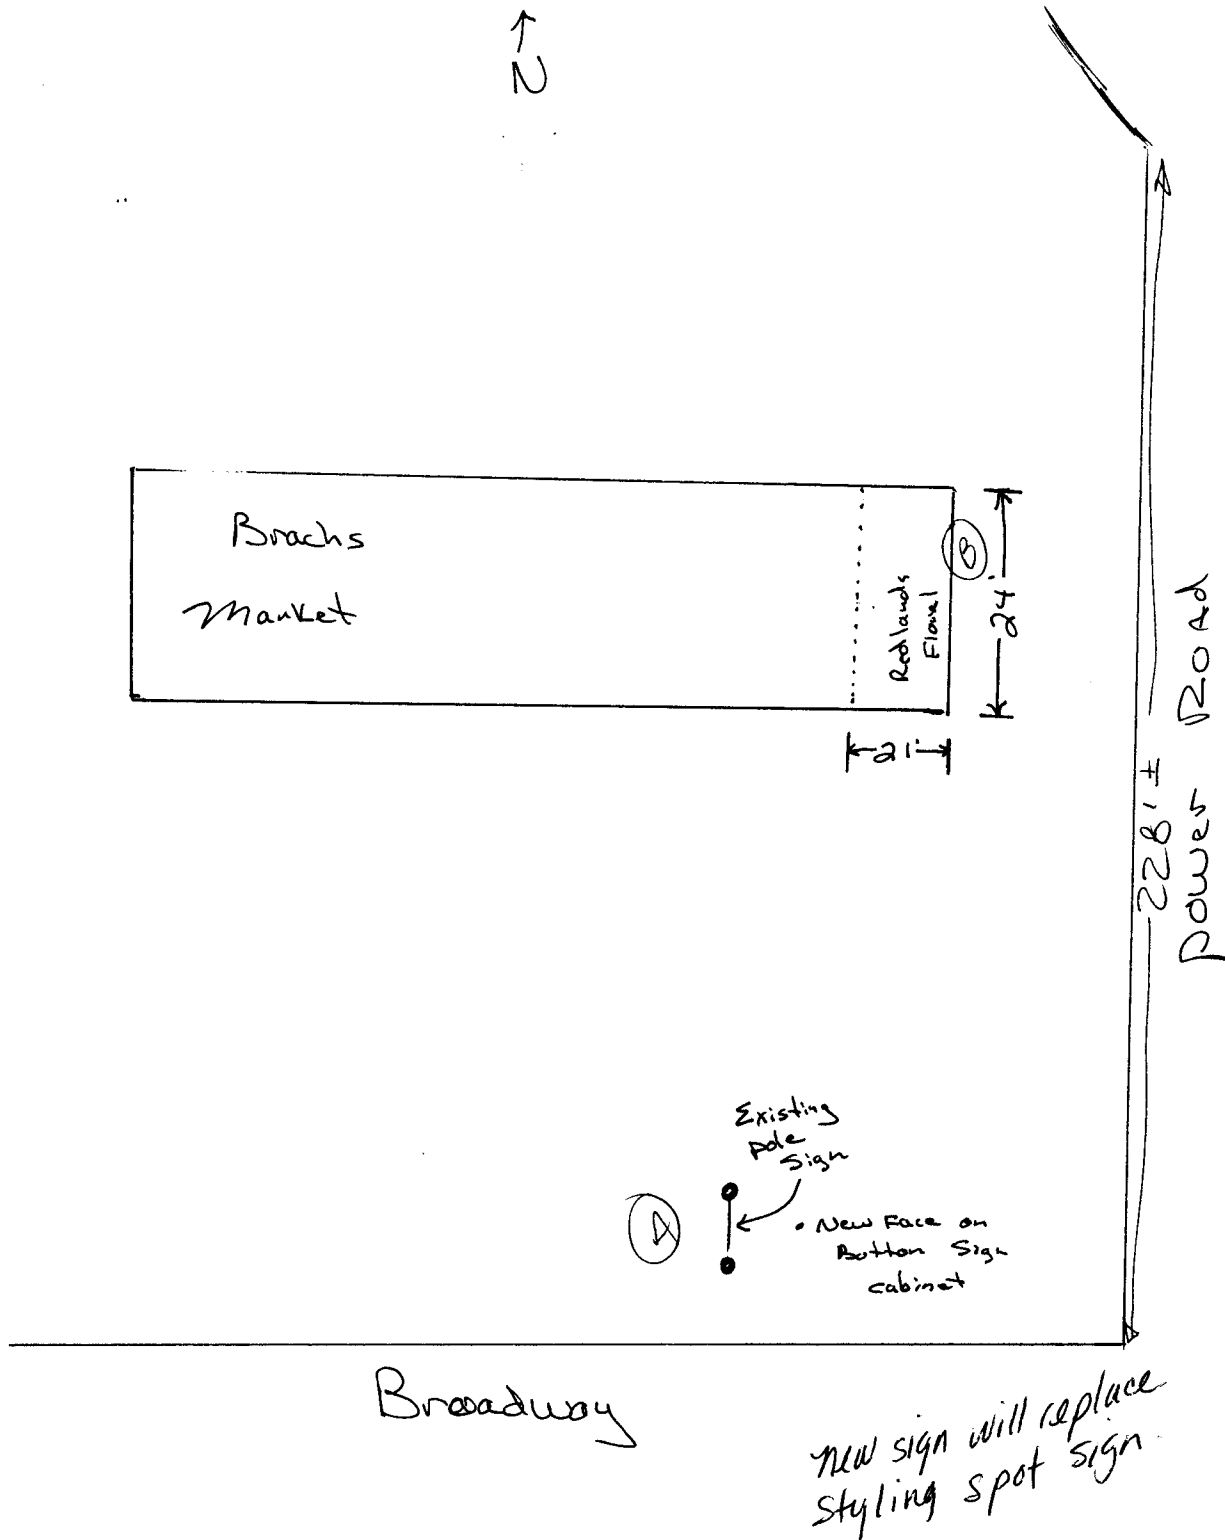 N
Brachs
Market
Redlands
Floral
B
24'
21'
228' ±
Power Road
Existing
pole
Sign
A
• New Face on
Bottom Sign
cabinet
Broadway
new sign will replace
styling spot sign